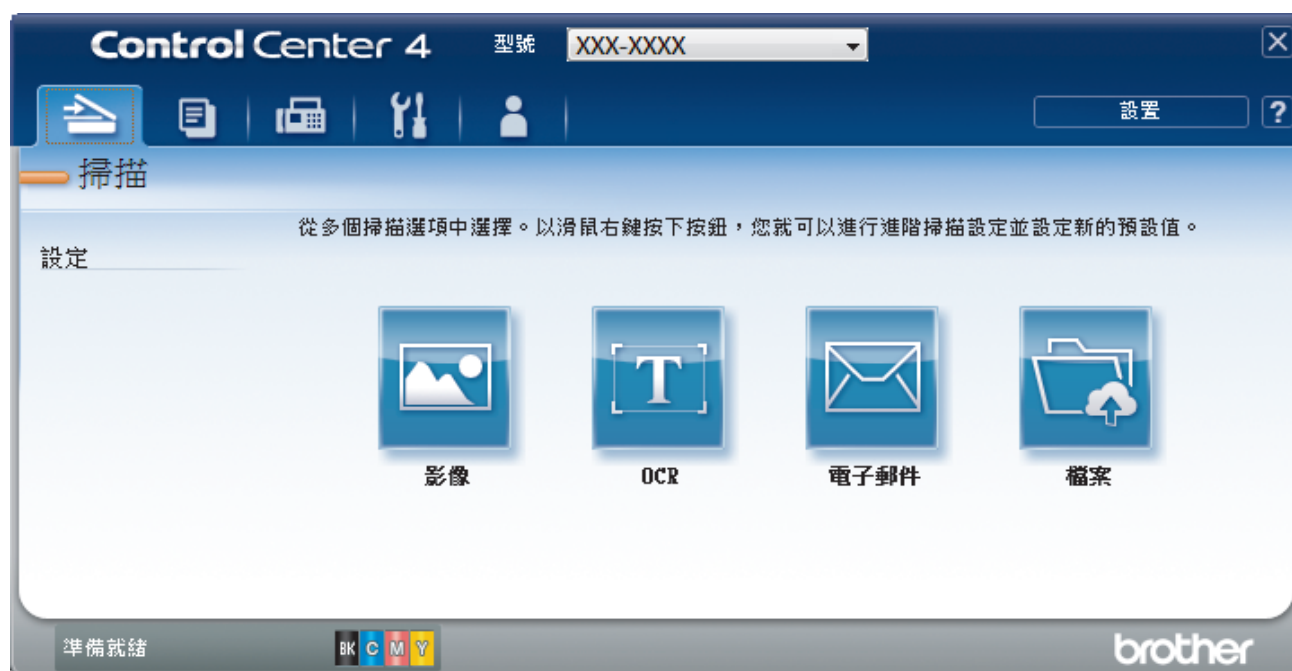 Control Center 4 型號 XXX-XXXX
設置 ?
掃描
從多個掃描選項中選擇。以滑鼠右鍵按下按鈕，您就可以進行進階掃描設定並設定新的預設值。
設定
T
影像 OCR 電子郵件 檔案
準備就緒 BK C M Y brother